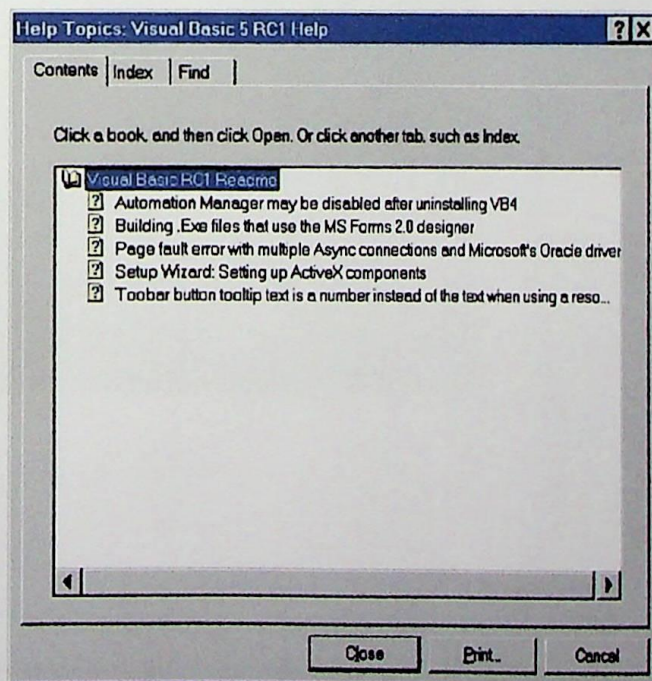 Help Topics: Visual Basic 5 RC1 Help
Contents Index Find
Click a book, and then click Open. Or click another tab, such as Index.
Visual Basic RC1 Readme
Automation Manager may be disabled after uninstalling VB4
Building .Exe files that use the MS Forms 2.0 designer
Page fault error with multiple Async connections and Microsoft's Oracle driver
Setup Wizard: Setting up ActiveX components
Toobar button tooltip text is a number instead of the text when using a reso...
Close Print... Cancel